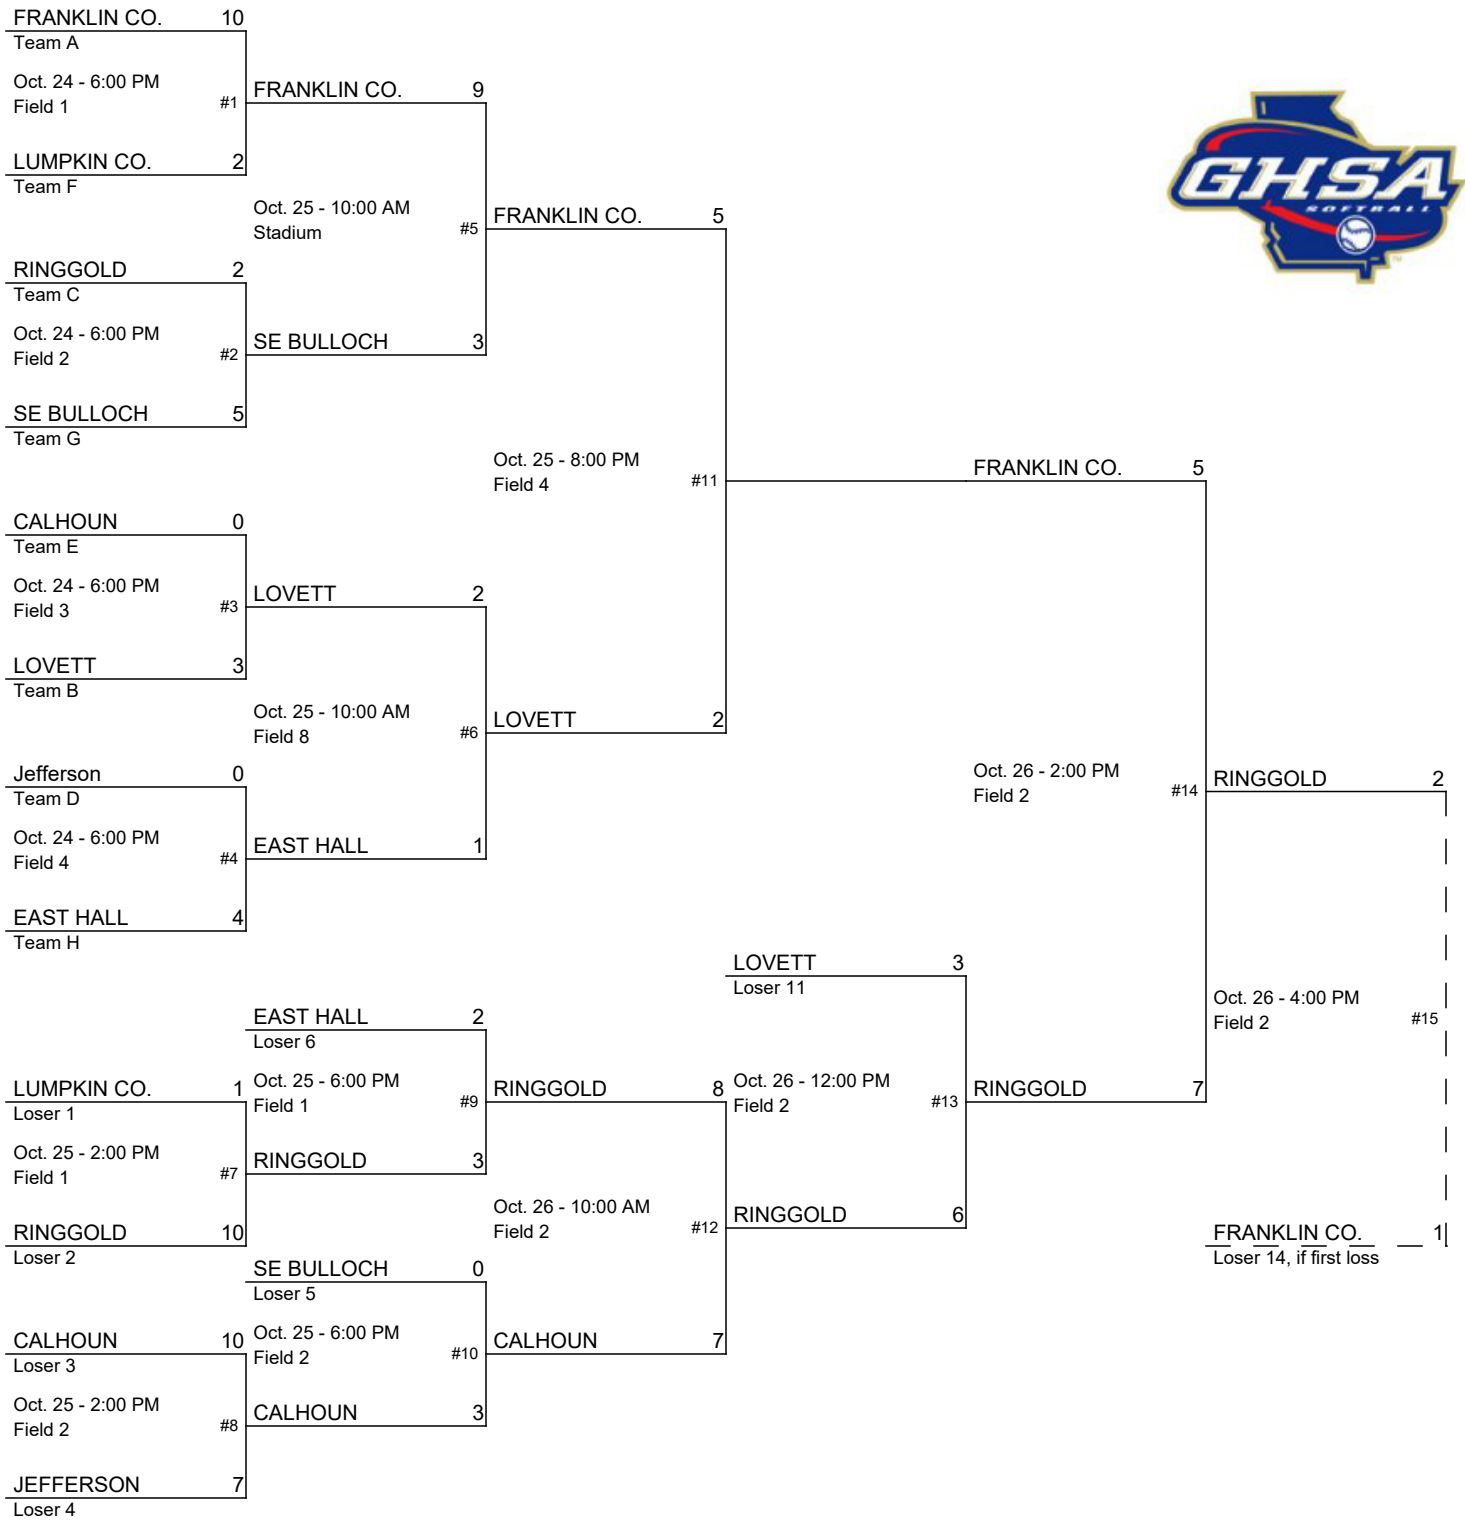 FRANKLIN CO. 10
Team A
Oct. 24 - 6:00 PM
Field 1
#1
LUMPKIN CO. 2
Team F
RINGGOLD 2
Team C
Oct. 24 - 6:00 PM
Field 2
#2
SE BULLOCH 5
Team G
CALHOUN 0
Team E
Oct. 24 - 6:00 PM
Field 3
#3
LOVETT 3
Team B
Jefferson 0
Team D
Oct. 24 - 6:00 PM
Field 4
#4
EAST HALL 4
Team H
FRANKLIN CO. 9
Oct. 25 - 10:00 AM
Stadium
#5
SE BULLOCH 3
LOVETT 2
Oct. 25 - 10:00 AM
Field 8
#6
EAST HALL 1
FRANKLIN CO. 5
Oct. 25 - 8:00 PM
Field 4
#11
LOVETT 2
GHSA
SOFTBALL
TM
FRANKLIN CO. 5
Oct. 26 - 2:00 PM
Field 2
#14
RINGGOLD 7
RINGGOLD 2
Oct. 26 - 4:00 PM
Field 2
#15
FRANKLIN CO. 1
Loser 14, if first loss
LUMPKIN CO. 1
Loser 1
Oct. 25 - 2:00 PM
Field 1
#7
RINGGOLD 10
Loser 2
CALHOUN 10
Loser 3
Oct. 25 - 2:00 PM
Field 2
#8
JEFFERSON 7
Loser 4
EAST HALL 2
Loser 6
Oct. 25 - 6:00 PM
Field 1
#9
RINGGOLD 3
SE BULLOCH 0
Loser 5
Oct. 25 - 6:00 PM
Field 2
#10
CALHOUN 3
RINGGOLD 8
Oct. 26 - 10:00 AM
Field 2
#12
CALHOUN 7
LOVETT 3
Loser 11
Oct. 26 - 12:00 PM
Field 2
#13
RINGGOLD 6